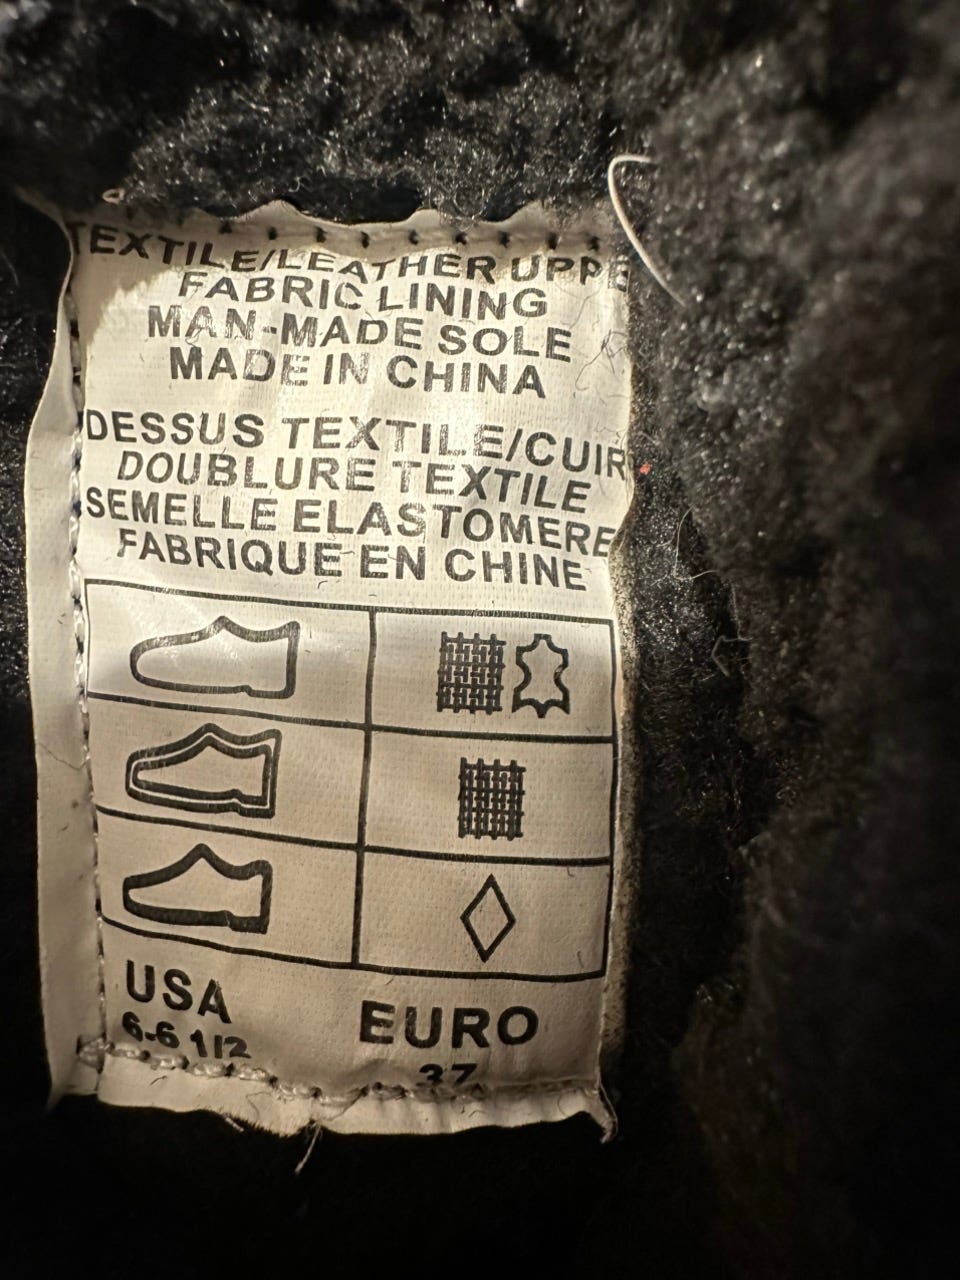 TEXTILE/LEATHER UPPE
FABRIC LINING
MAN-MADE SOLE
MADE IN CHINA
DESSUS TEXTILE/CUIR
DOUBLURE TEXTILE
SEMELLE ELASTOMERE
FABRIQUE EN CHINE
USA EURO
6-6 1/2 37